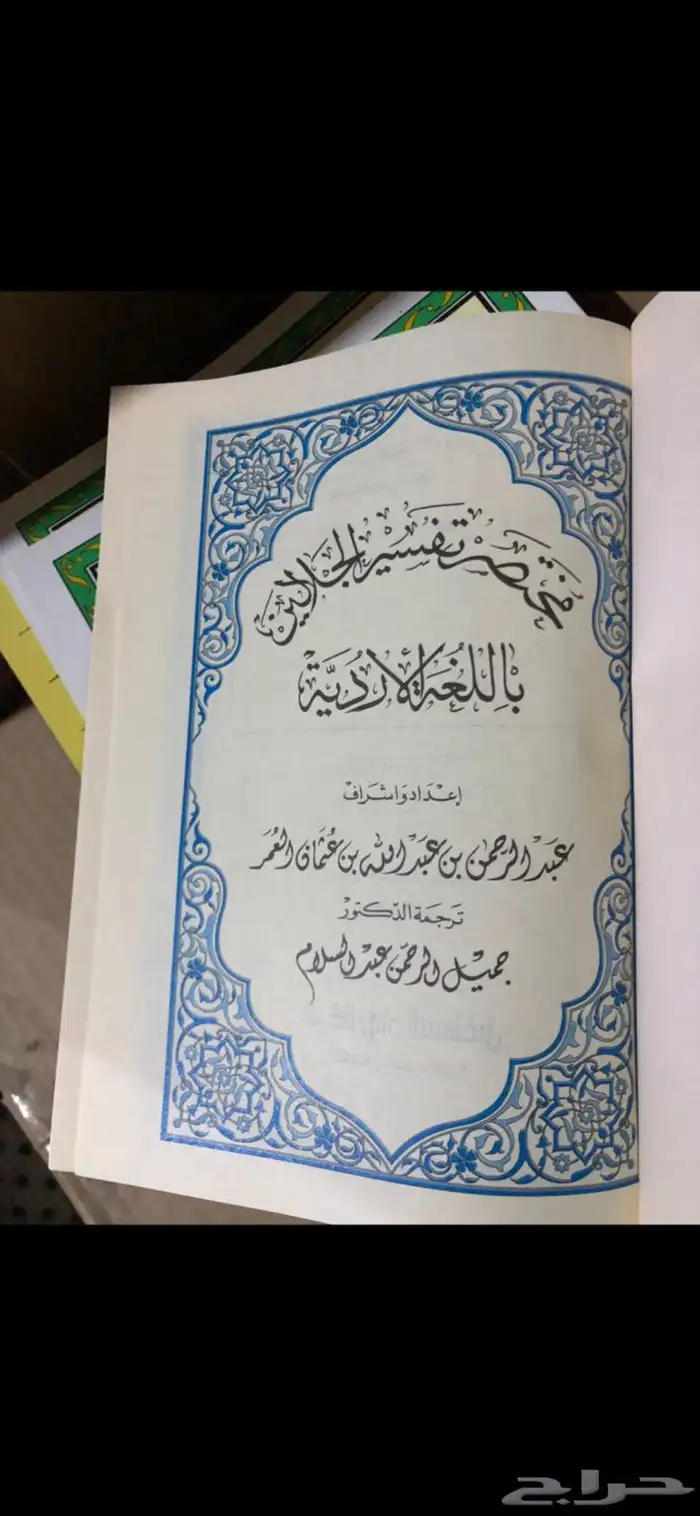 مختصر تفسير الجلالين
باللغة الأردية
إعداد وإشراف
عبد الرحمن بن عبد الله بن عثمان العمر
ترجمة الدكتور
جميل الرحمن عبد السلام
حراج